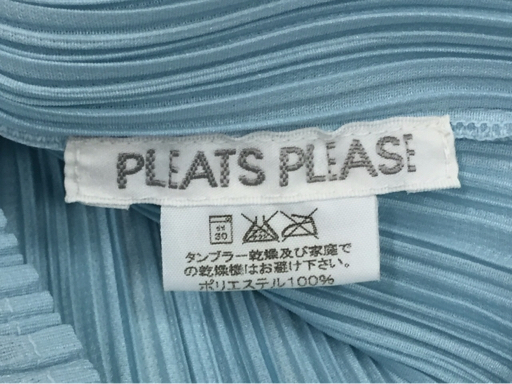 PLEATS PLEASE
30
タンブラー乾燥及び家庭で
の乾燥機はお避け下さい。
ポリエステル100%